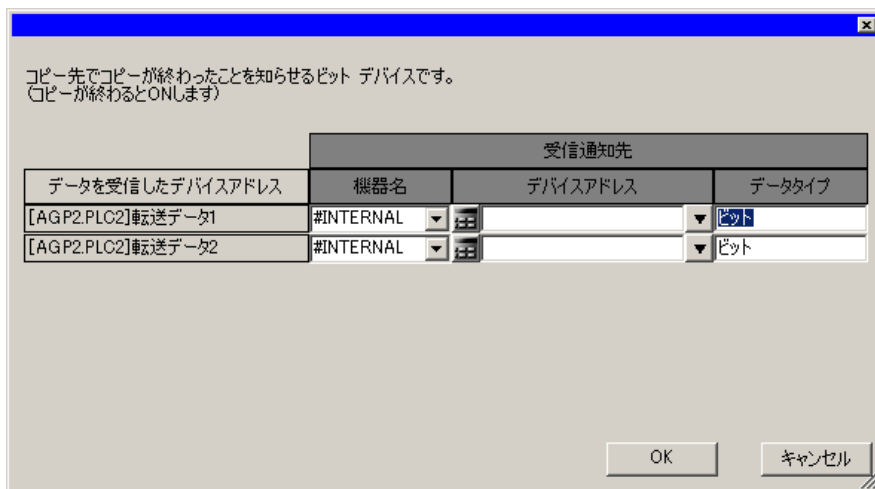 コピー先でコピーが終わったことを知らせるビット デバイスです。
(コピーが終わるとONします)
受信通知先
データを受信したデバイスアドレス 機器名 デバイスアドレス データタイプ
[AGP2.PLC2]転送データ1 #INTERNAL ビット
[AGP2.PLC2]転送データ2 #INTERNAL ビット
OK キャンセル